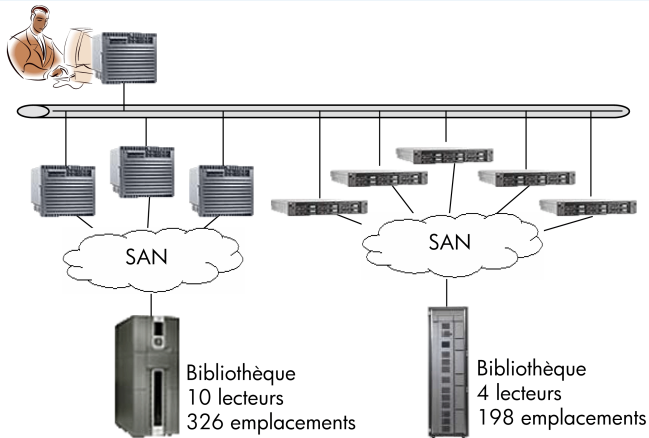 SAN
SAN
Bibliothèque
10 lecteurs
326 emplacements
Bibliothèque
4 lecteurs
198 emplacements